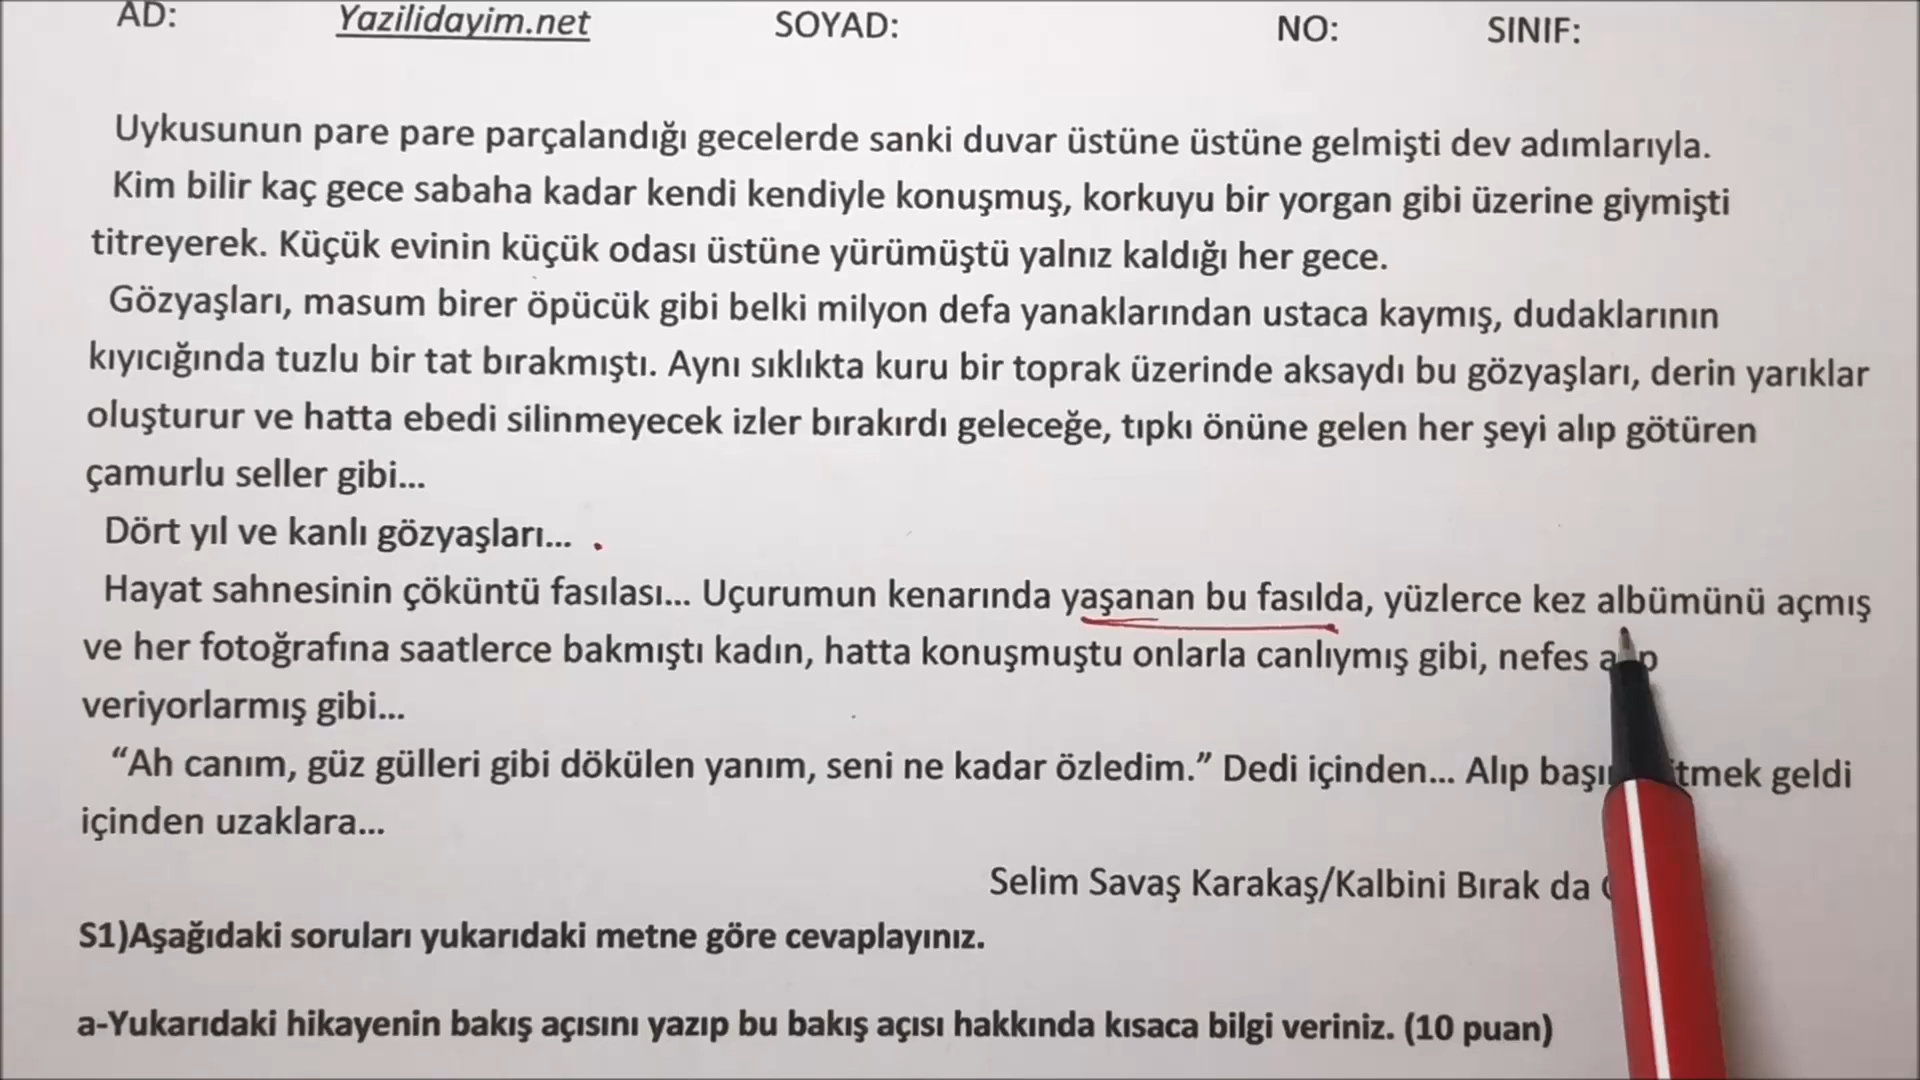 AD: Yazilidayim.net SOYAD: NO: SINIF:
Uykusunun pare pare parçalandığı gecelerde sanki duvar üstüne üstüne gelmişti dev adımlarıyla.
Kim bilir kaç gece sabaha kadar kendi kendiyle konuşmuş, korkuyu bir yorgan gibi üzerine giymişti
titreyerek. Küçük evinin küçük odası üstüne yürümüştü yalnız kaldığı her gece.
Gözyaşları, masum birer öpücük gibi belki milyon defa yanaklarından ustaca kaymış, dudaklarının
kıyıcığında tuzlu bir tat bırakmıştı. Aynı sıklıkta kuru bir toprak üzerinde aksaydı bu gözyaşları, derin yarıklar
oluşturur ve hatta ebedi silinmeyecek izler bırakırdı geleceğe, tıpkı önüne gelen her şeyi alıp götüren
çamurlu seller gibi...
Dört yıl ve kanlı gözyaşları...
Hayat sahnesinin çöküntü fasılası... Uçurumun kenarında yaşanan bu fasılda, yüzlerce kez albümünü açmış
ve her fotoğrafına saatlerce bakmıştı kadın, hatta konuşmuştu onlarla canlıymış gibi, nefes
veriyorlarmış gibi...
“Ah canım, güz gülleri gibi dökülen yanım, seni ne kadar özledim.” Dedi içinden... Alıp geldi
içinden uzaklara...
Selim Savaş Karakaş/Kalbini Bırak da
S1)Aşağıdaki soruları yukarıdaki metne göre cevaplayınız.
a-Yukarıdaki hikayenin bakış açısını yazıp bu bakış açısı hakkında kısaca bilgi veriniz. (10 puan)